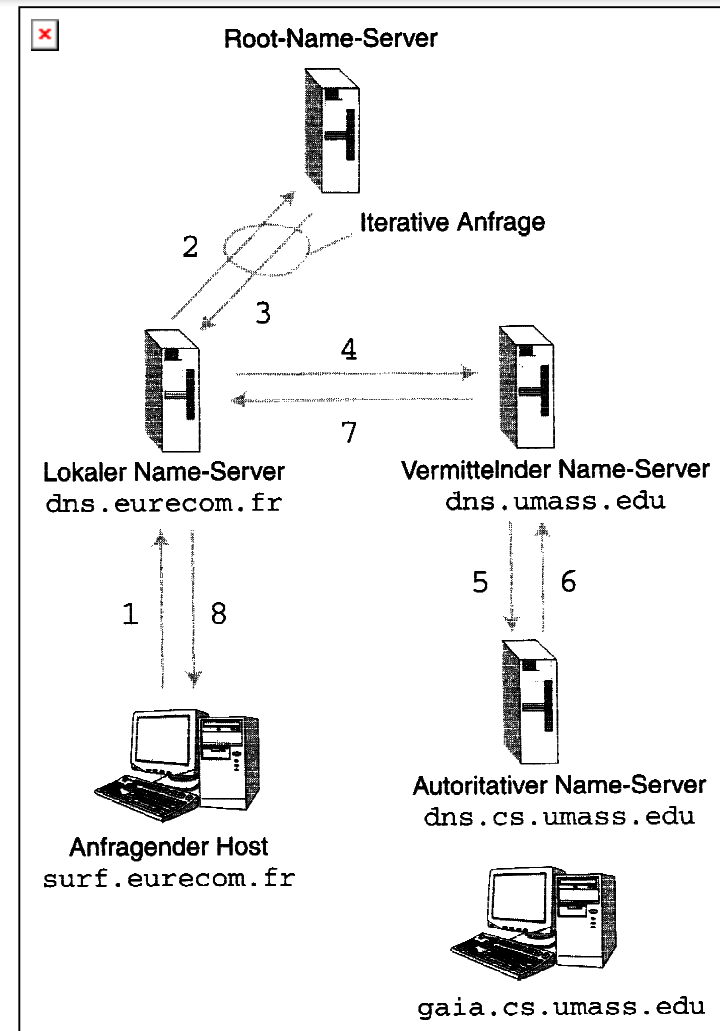 Root-Name-Server
Iterative Anfrage
2
3
4
7
Lokaler Name-Server
dns.eurecom.fr
Vermittelnder Name-Server
dns.umass.edu
1
8
5
6
Anfragender Host
surf.eurecom.fr
Autoritativer Name-Server
dns.cs.umass.edu
gaia.cs.umass.edu